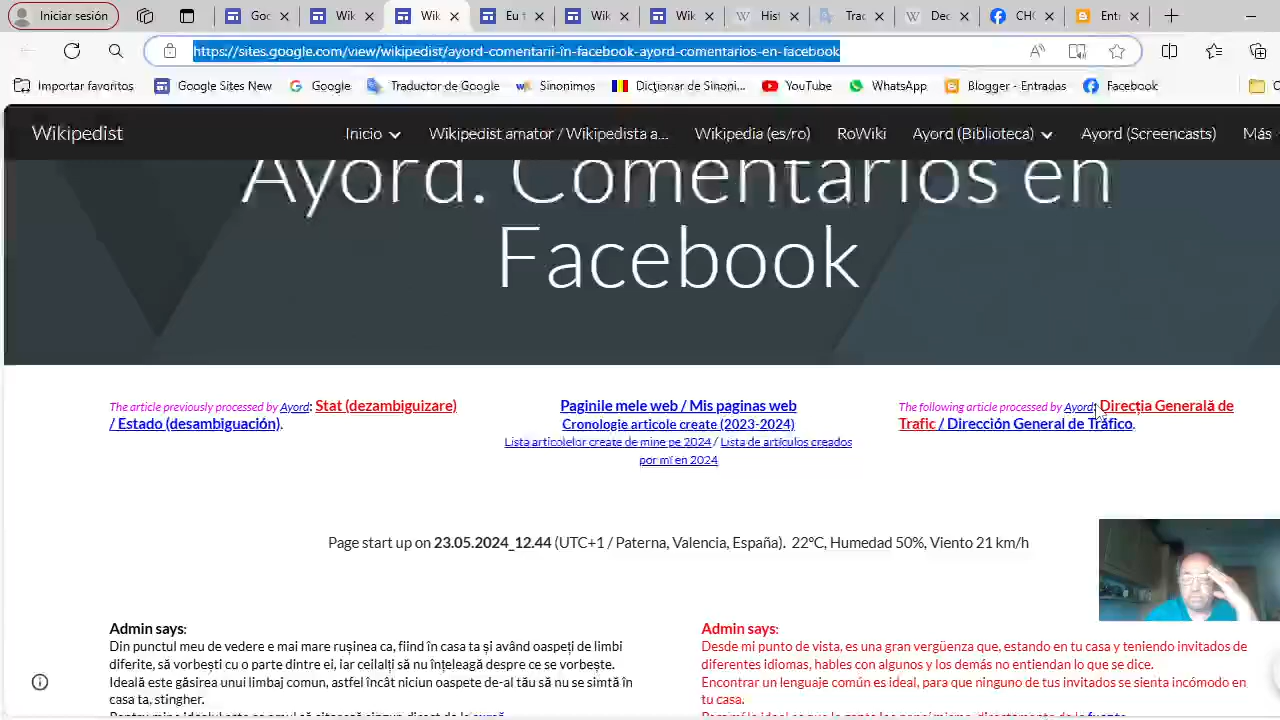 Iniciar sesión
Goc
Wik
Wik
Eu t
Wik
Wik
Hist
Trac
Dec
CHC
Entr
https://sites.google.com/view/wikipedist/ayord-comentarii-în-facebook-ayord-comentarios-en-facebook
Importar favoritos
Google Sites New
Google
Traductor de Google
Sinonimos
Dicționar de Sinoni...
YouTube
WhatsApp
Blogger - Entradas
Facebook
Wikipedist
Inicio
Wikipedist amator / Wikipedista a...
Wikipedia (es/ro)
RoWiki
Ayord (Biblioteca)
Ayord (Screencasts)
Más
Ayord. Comentarios en
Facebook
The article previously processed by Ayord: Stat (dezambiguizare)
/ Estado (desambiguación).
Paginile mele web / Mis paginas web
Cronologie articole create (2023-2024)
Lista articolelor create de mine pe 2024 / Lista de artículos creados
por mí en 2024
The following article processed by Ayord: Direcția Generală de
Trafic / Dirección General de Tráfico.
Page start up on 23.05.2024_12.44 (UTC+1 / Paterna, Valencia, España). 22°C, Humedad 50%, Viento 21 km/h
Admin says:
Din punctul meu de vedere e mai mare rușinea ca, fiind în casa ta și având oaspeți de limbi
diferite, să vorbești cu o parte dintre ei, iar ceilalți să nu înțeleagă despre ce se vorbește.
Ideală este găsirea unui limbaj comun, astfel încât niciun oaspete de-al tău să nu se simtă în
casa ta, stingher.
Admin says:
Desde mi punto de vista, es una gran vergüenza que, estando en tu casa y teniendo invitados de
diferentes idiomas, hables con algunos y los demás no entiendan lo que se dice.
Encontrar un lenguaje común es ideal, para que ninguno de tus invitados se sienta incómodo en
tu casa.